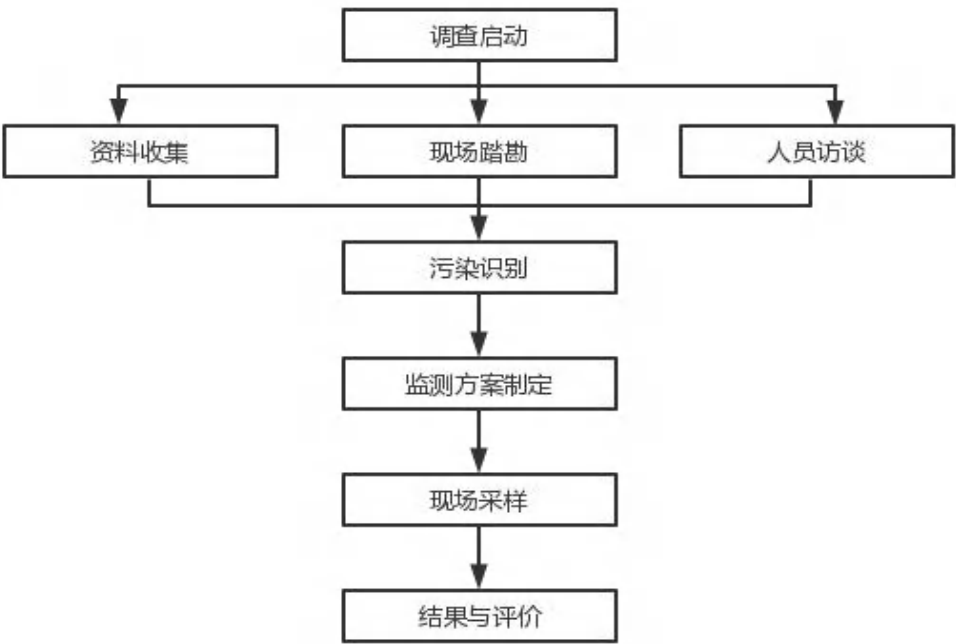 调查启动
资料收集
现场踏勘
人员访谈
污染识别
监测方案制定
现场采样
结果与评价